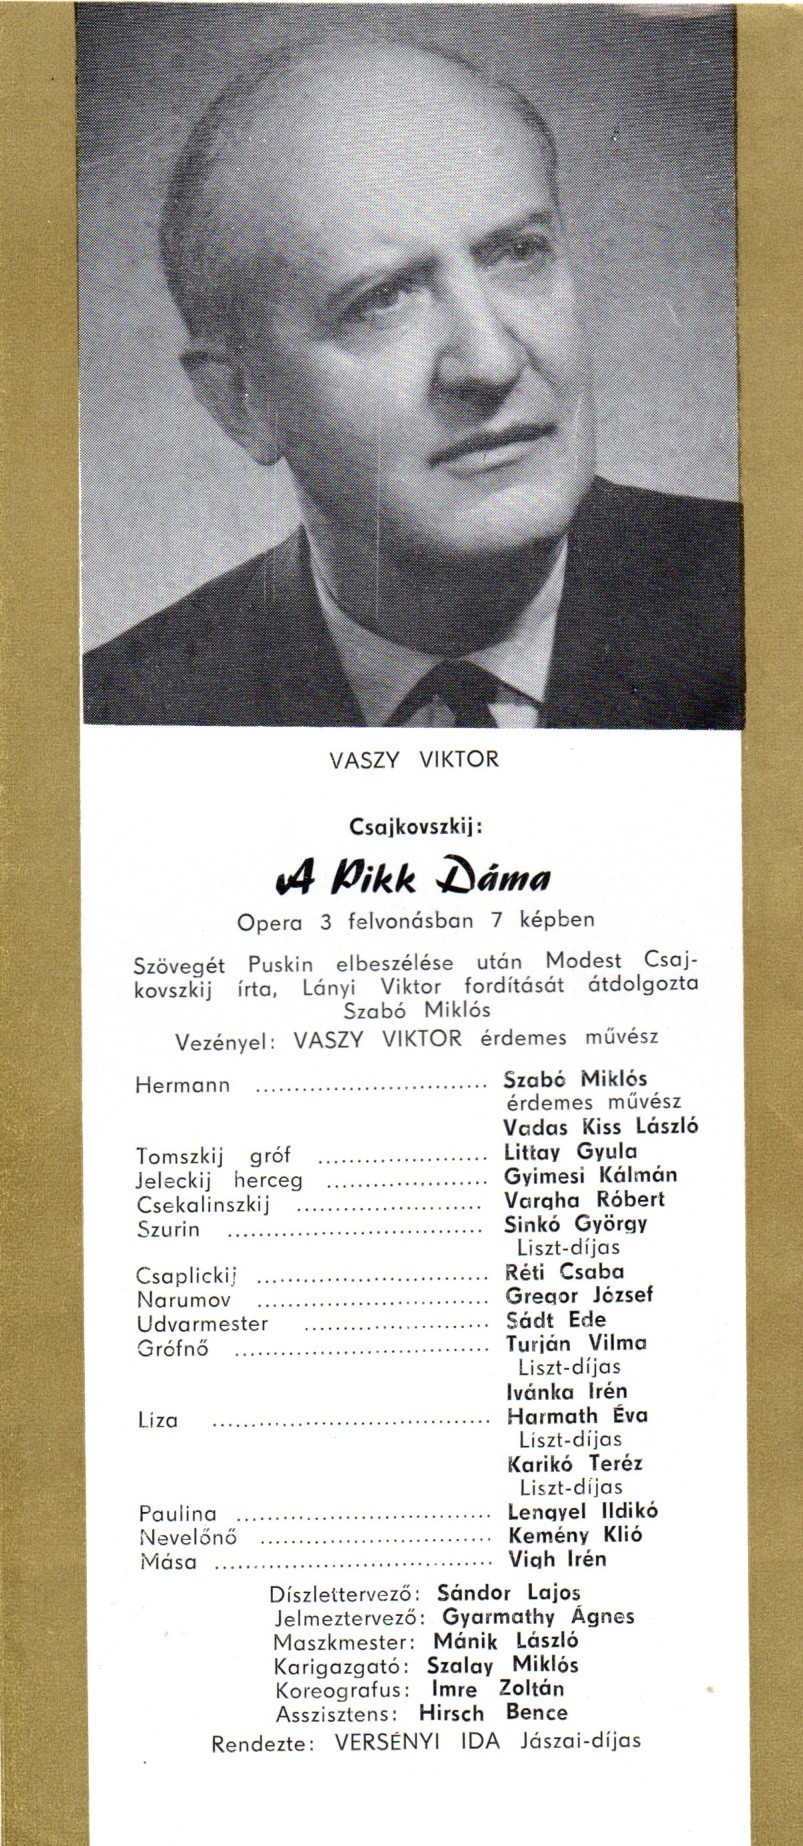 VASZY VIKTOR
Csajkovszkij:
A Pikk Dáma
Opera 3 felvonásban 7 képben
Szövegét Puskin elbeszélése után Modest Csaj-
kovszkij írta, Lányi Viktor fordítását átdolgozta
Szabó Miklós
Vezényel: VASZY VIKTOR érdemes művész
Hermann .............................. Szabó Miklós
érdemes művész
Vadas Kiss László
Tomszkij gróf ...................... Littay Gyula
Jeleckij herceg ..................... Gyimesi Kálmán
Csekalinszkij ........................ Vargha Róbert
Szurin ................................. Sinkó György
Liszt-díjas
Csaplickij .............................. Réti Csaba
Narumov .............................. Gregor József
Udvarmester ........................ Sádt Ede
Grófnő ................................. Turján Vilma
Liszt-díjas
Ivánka Irén
Liza .................................... Harmath Éva
Liszt-díjas
Karikó Teréz
Liszt-díjas
Paulina ................................. Lengyel Ildikó
Nevelőnő .............................. Kemény Klió
Mása .................................... Vigh Irén
Díszlettervező: Sándor Lajos
Jelmeztervező: Gyarmathy Ágnes
Maszkmester: Mánik László
Karigazgató: Szalay Miklós
Koreografus: Imre Zoltán
Asszisztens: Hirsch Bence
Rendezte: VERSÉNYI IDA Jászai-díjas